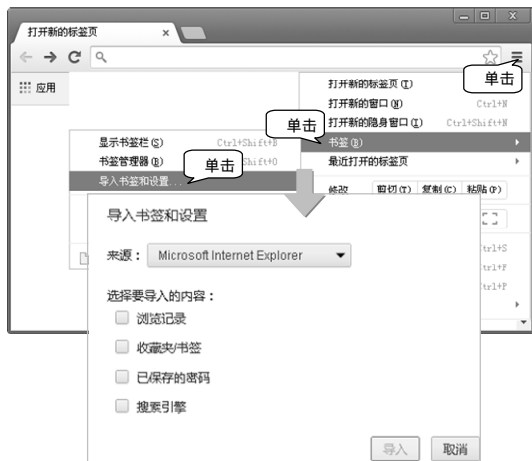 打开新的标签页
应用
打开新的标签页(T)
单击
打开新的窗口(N) Ctrl+N
打开新的隐身窗口(I) Ctrl+Shift+N
单击
书签(B)
最近打开的标签页
显示书签栏(S) Ctrl+Shift+B
书签管理器(B) Shift+O
单击
导入书签和设置...
修改 剪切(T) 复制(C) 粘贴(P)
导入书签和设置
来源： Microsoft Internet Explorer
trl+S
trl+F
trl+P
选择要导入的内容：
浏览记录
收藏夹/书签
已保存的密码
搜索引擎
导入 取消